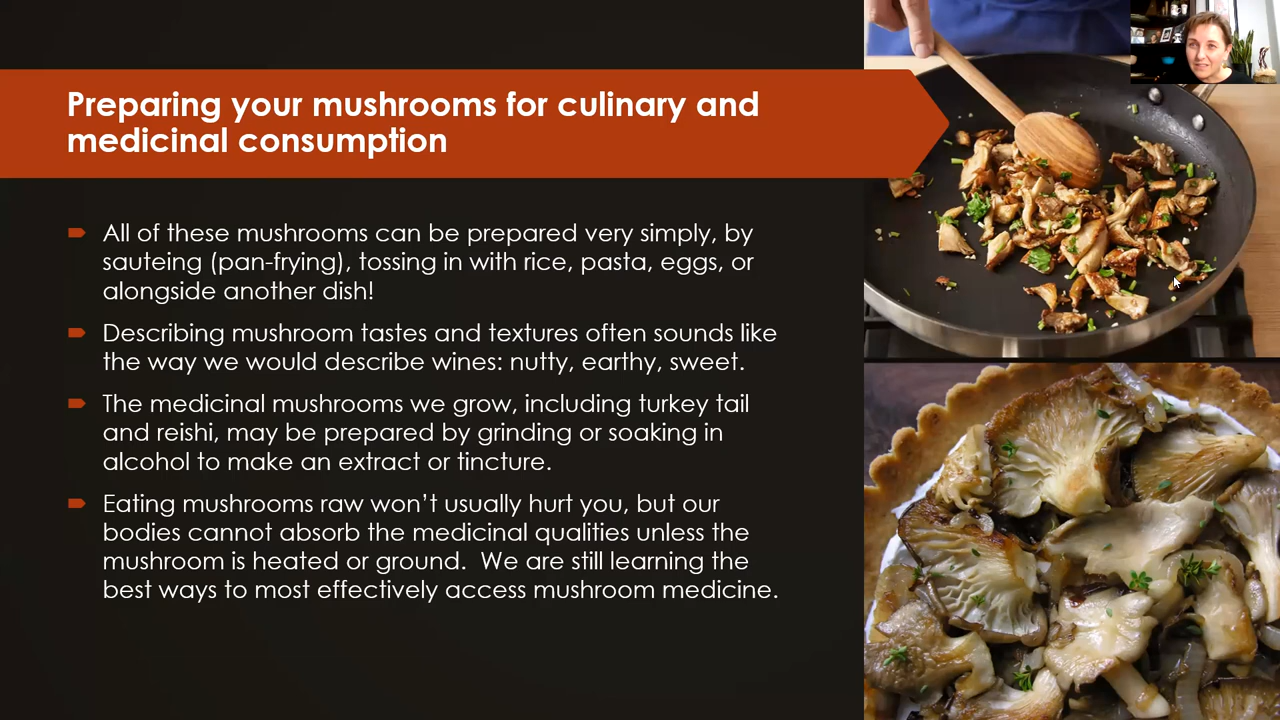 Preparing your mushrooms for culinary and
medicinal consumption
All of these mushrooms can be prepared very simply, by
sauteing (pan-frying), tossing in with rice, pasta, eggs, or
alongside another dish!
Describing mushroom tastes and textures often sounds like
the way we would describe wines: nutty, earthy, sweet.
The medicinal mushrooms we grow, including turkey tail
and reishi, may be prepared by grinding or soaking in
alcohol to make an extract or tincture.
Eating mushrooms raw won’t usually hurt you, but our
bodies cannot absorb the medicinal qualities unless the
mushroom is heated or ground.  We are still learning the
best ways to most effectively access mushroom medicine.